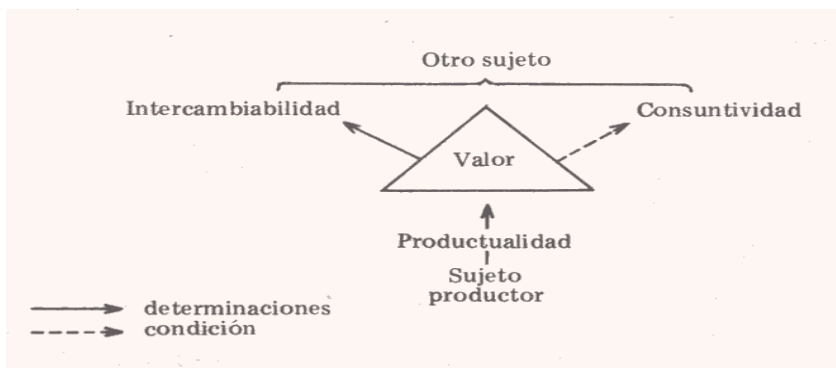 Otro sujeto
Intercambiabilidad
Consuntividad
Valor
Productualidad
Sujeto
productor
determinaciones
condición